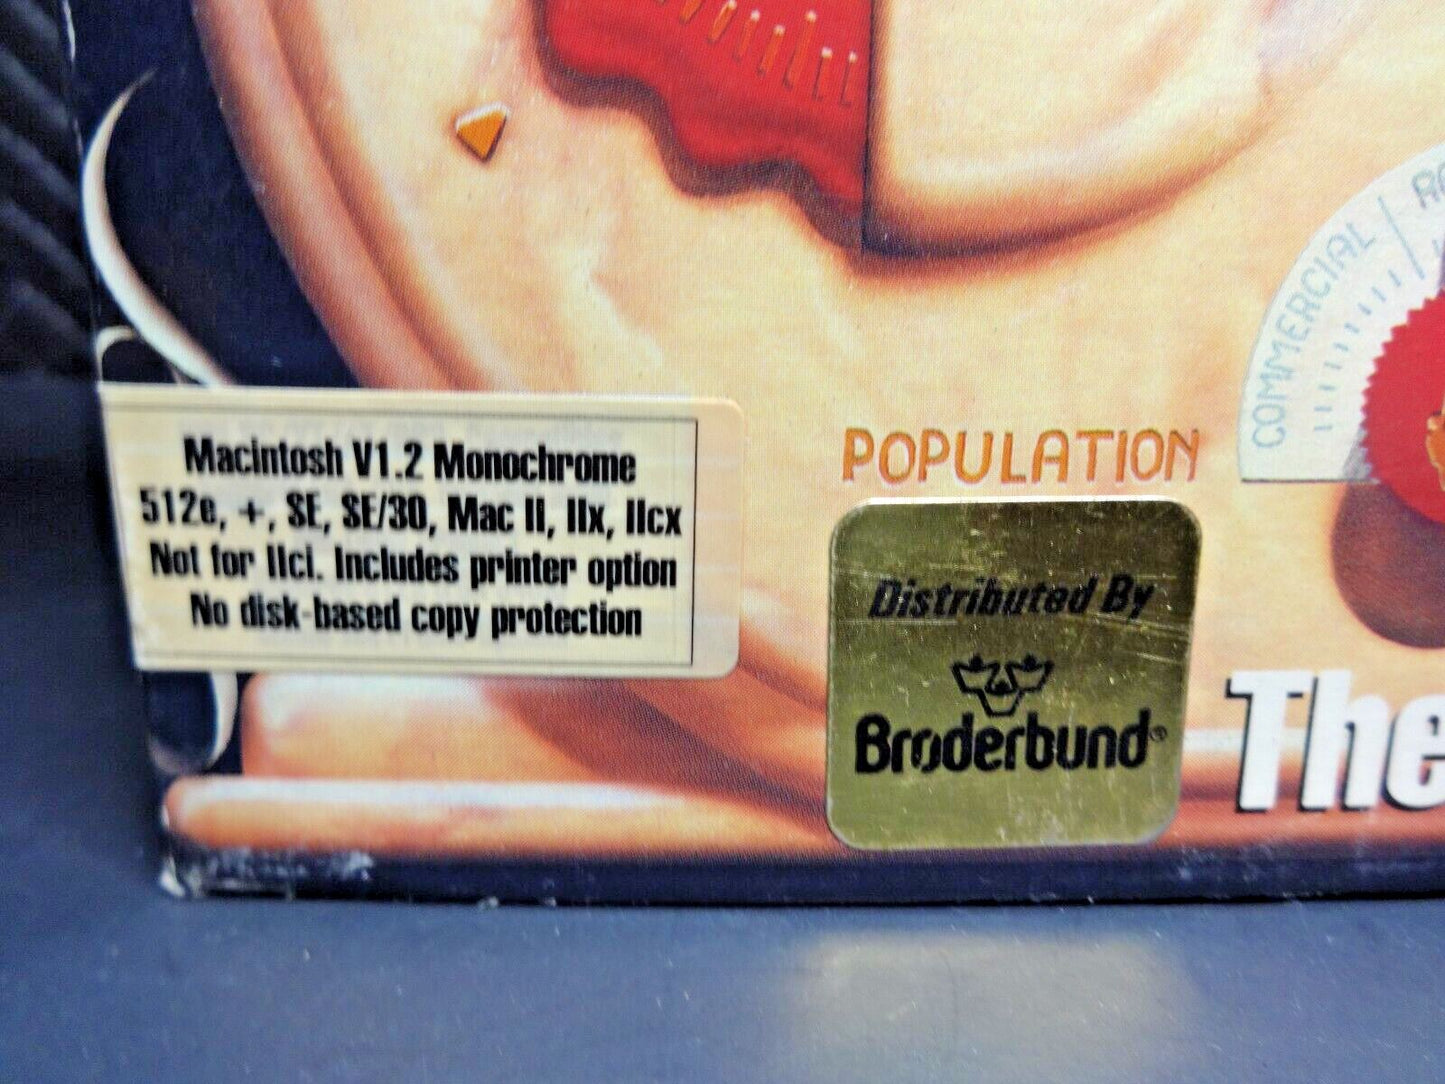 COMMERCIAL
POPULATION
Macintosh V1.2 Monochrome
512e, +, SE, SE/30, Mac II, IIx, IIcx
Not for IIci. Includes printer option
No disk-based copy protection
Distributed By
Brøderbund®
The